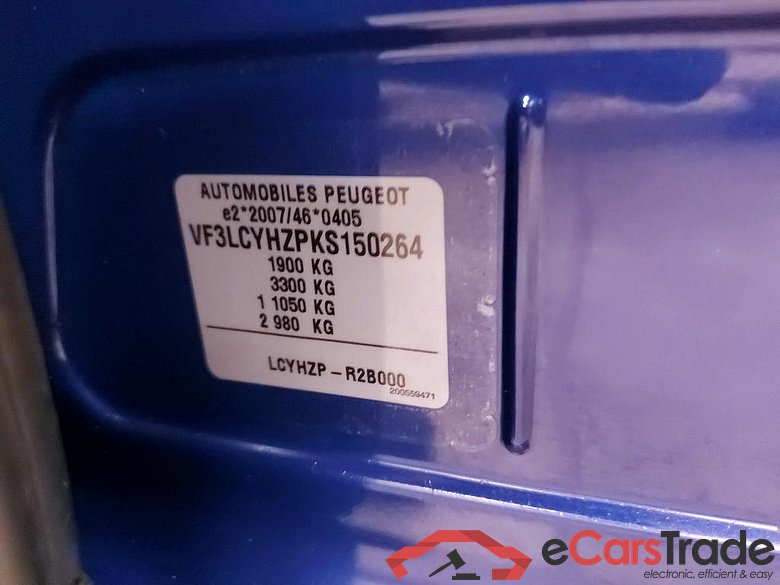 AUTOMOBILES PEUGEOT
e2*2007/46*0405
VF3LCYHZPKS150264
1900 KG
3300 KG
1 1050 KG
2 980 KG
LCYHZP – R2B000
200559471
eCarsTrade
electronic, efficient & easy